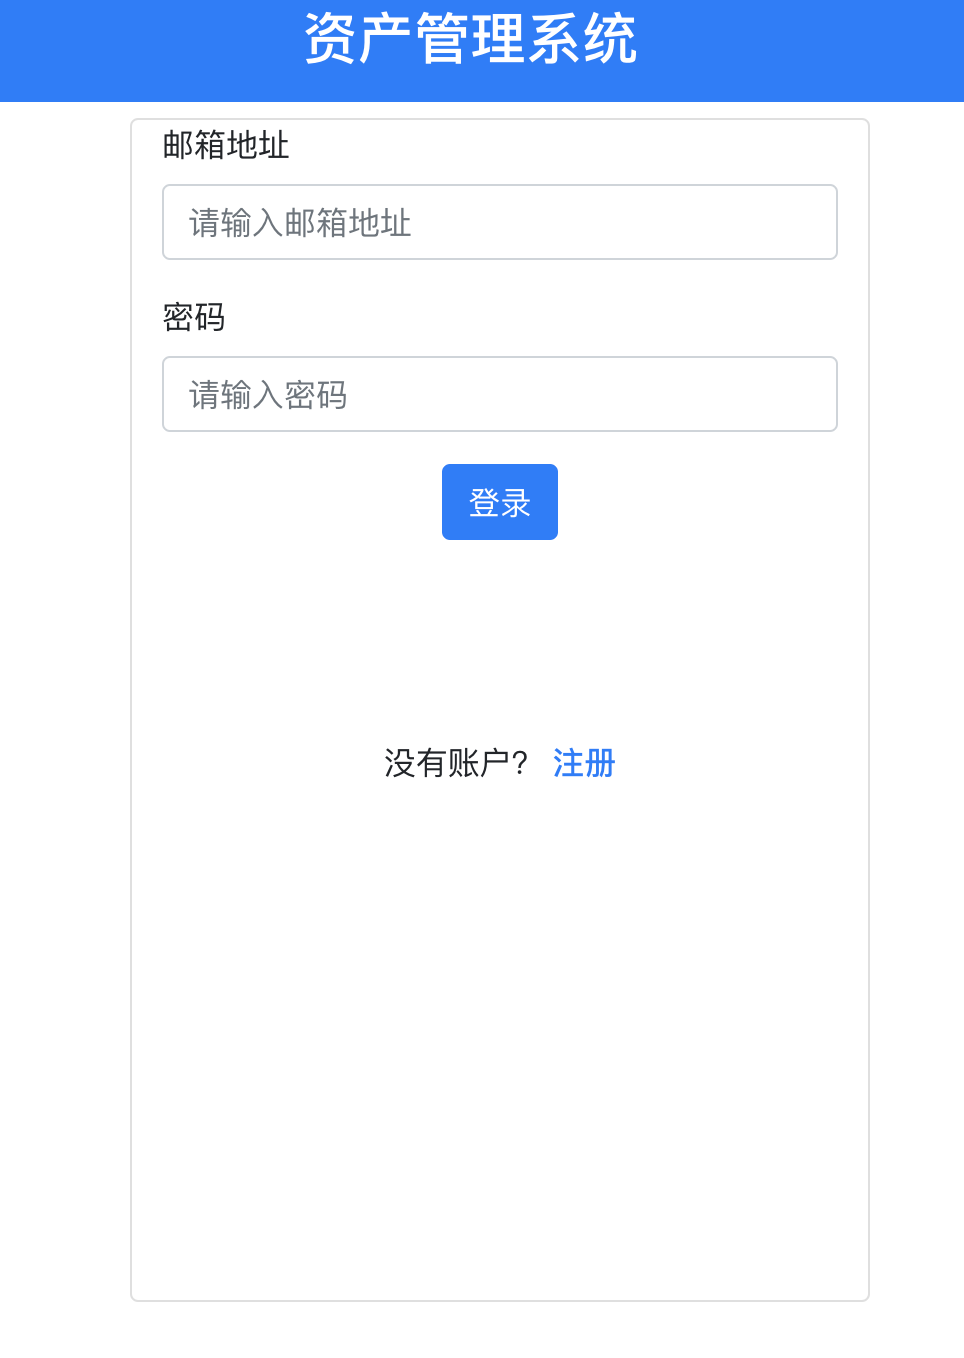 资产管理系统
邮箱地址
请输入邮箱地址
密码
请输入密码
登录
没有账户? 注册